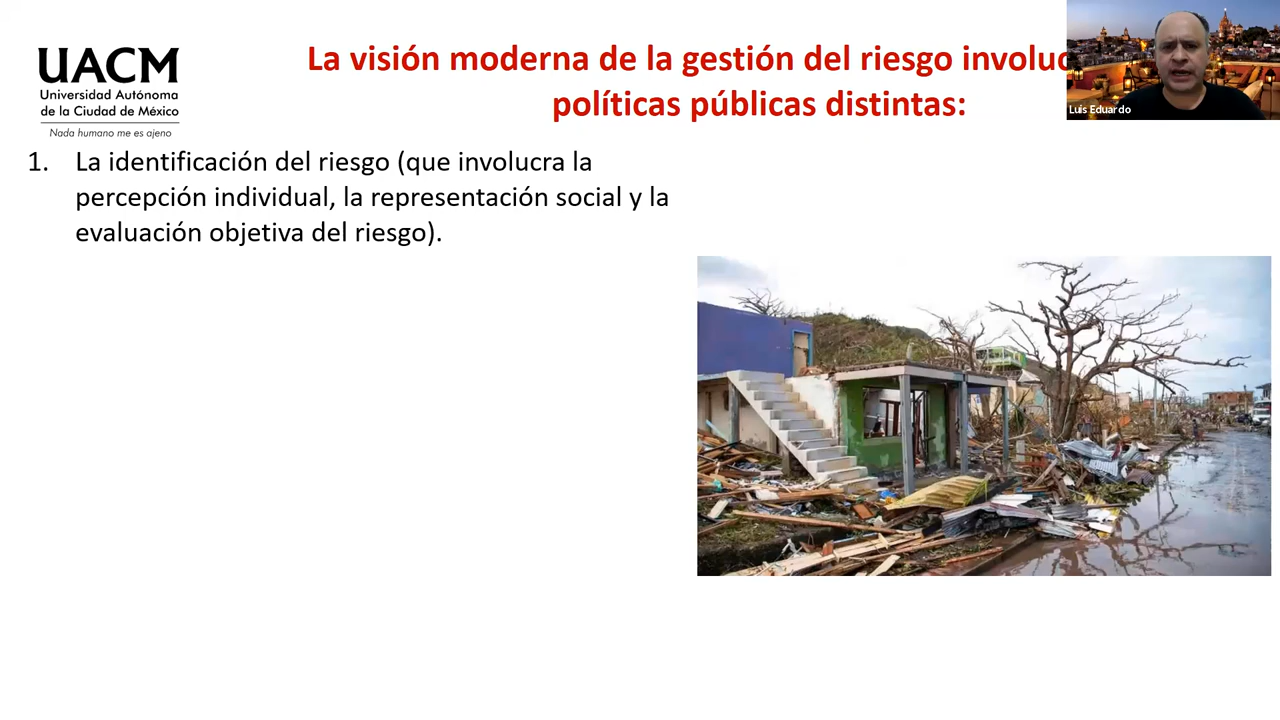 UACM
Universidad Autónoma
de la Ciudad de México
Nada humano me es ajeno
La visión moderna de la gestión del riesgo
políticas públicas distintas:
Luis Eduardo
1. La identificación del riesgo (que involucra la
percepción individual, la representación social y la
evaluación objetiva del riesgo).